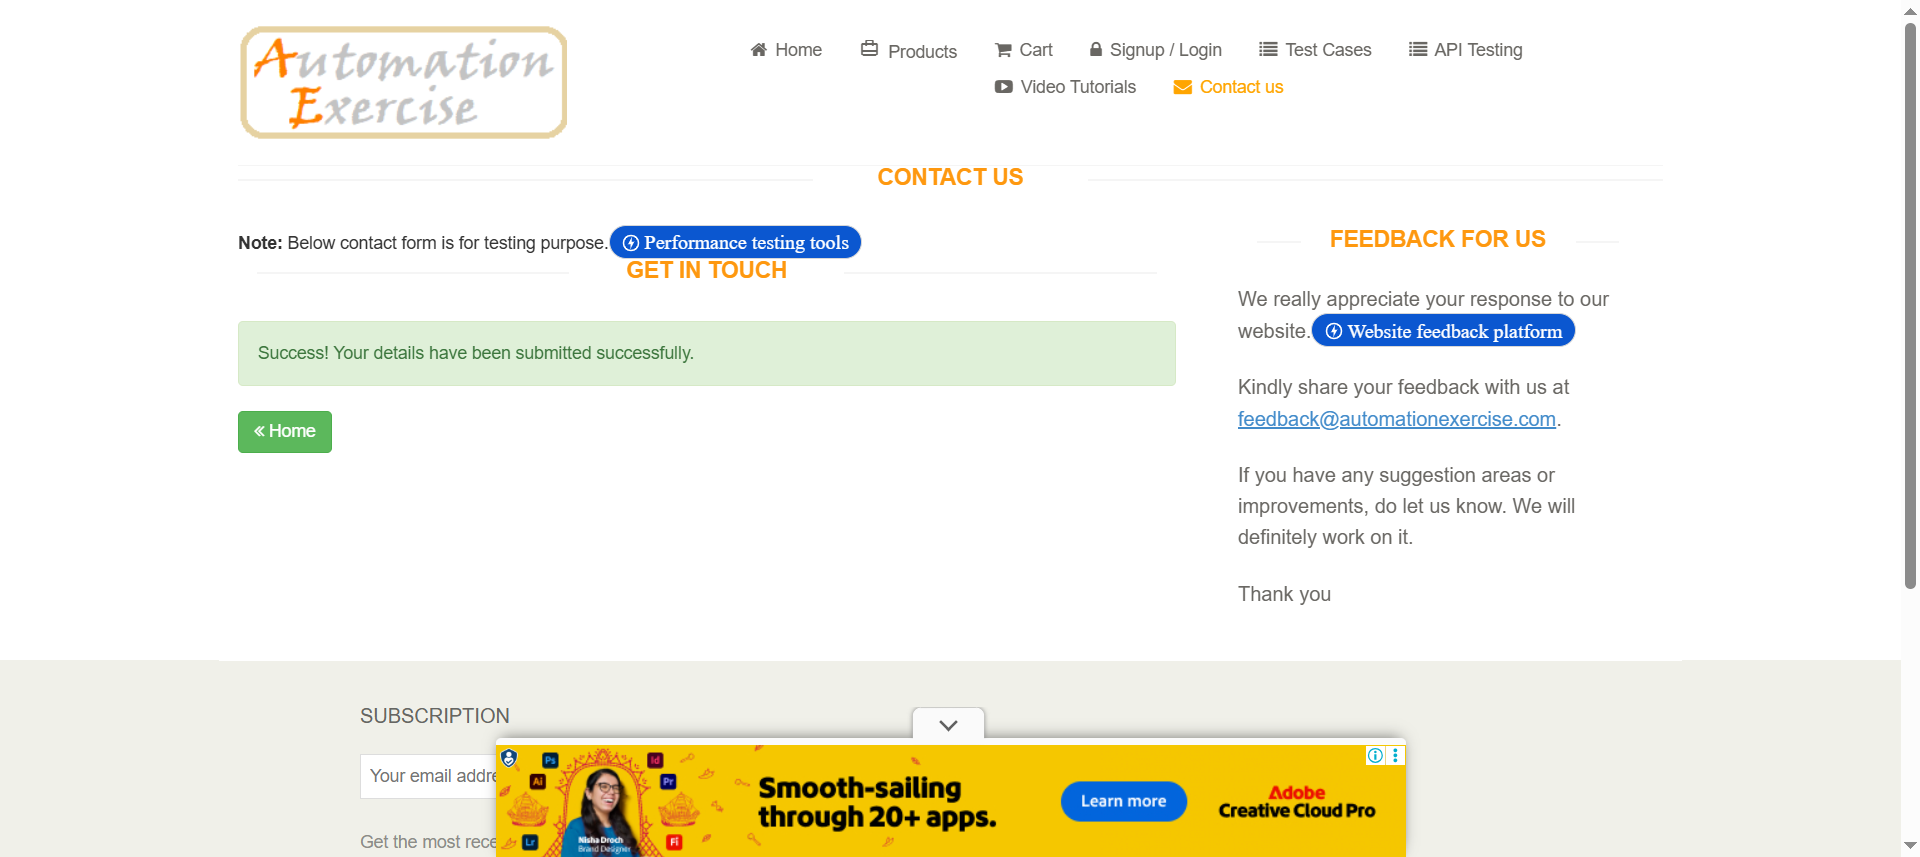 Automation
Exercise
Home
Products
Cart
Signup / Login
Test Cases
API Testing
Video Tutorials
Contact us
CONTACT US
Note: Below contact form is for testing purpose.
Performance testing tools
GET IN TOUCH
Success! Your details have been submitted successfully.
« Home
FEEDBACK FOR US
We really appreciate your response to our
website.
Website feedback platform
Kindly share your feedback with us at
feedback@automationexercise.com.
If you have any suggestion areas or
improvements, do let us know. We will
definitely work on it.
Thank you
SUBSCRIPTION
Your email addre
Get the most rece
Ps
Id
Ai
Pr
Lr
Fi
Nisha Droch
Brand Designer
Smooth-sailing
through 20+ apps.
Learn more
Adobe
Creative Cloud Pro